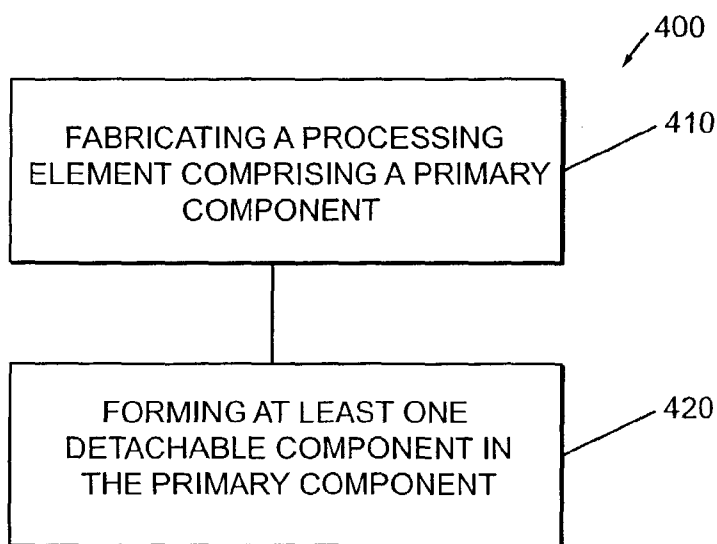 400
FABRICATING A PROCESSING
ELEMENT COMPRISING A PRIMARY
COMPONENT
410
FORMING AT LEAST ONE
DETACHABLE COMPONENT IN
THE PRIMARY COMPONENT
420